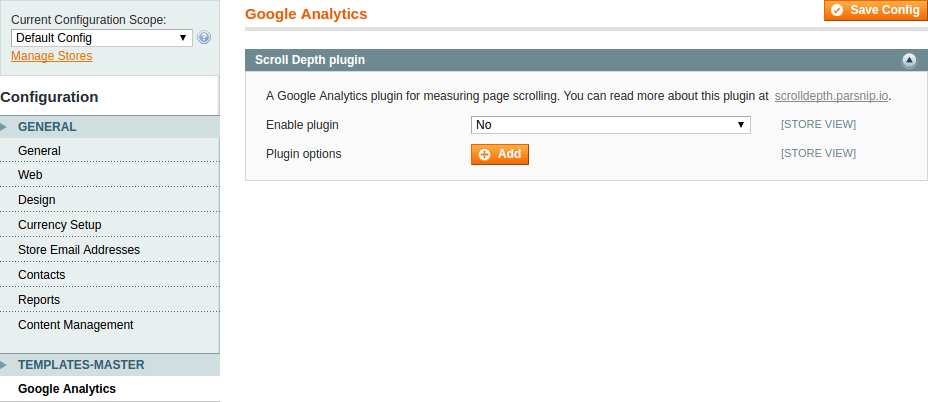 Current Configuration Scope:
Default Config
Manage Stores
Configuration
GENERAL
General
Web
Design
Currency Setup
Store Email Addresses
Contacts
Reports
Content Management
TEMPLATES-MASTER
Google Analytics
Google Analytics
Save Config
Scroll Depth plugin
A Google Analytics plugin for measuring page scrolling. You can read more about this plugin at scrolldepth.parsnip.io.
Enable plugin No [STORE VIEW]
Plugin options Add [STORE VIEW]